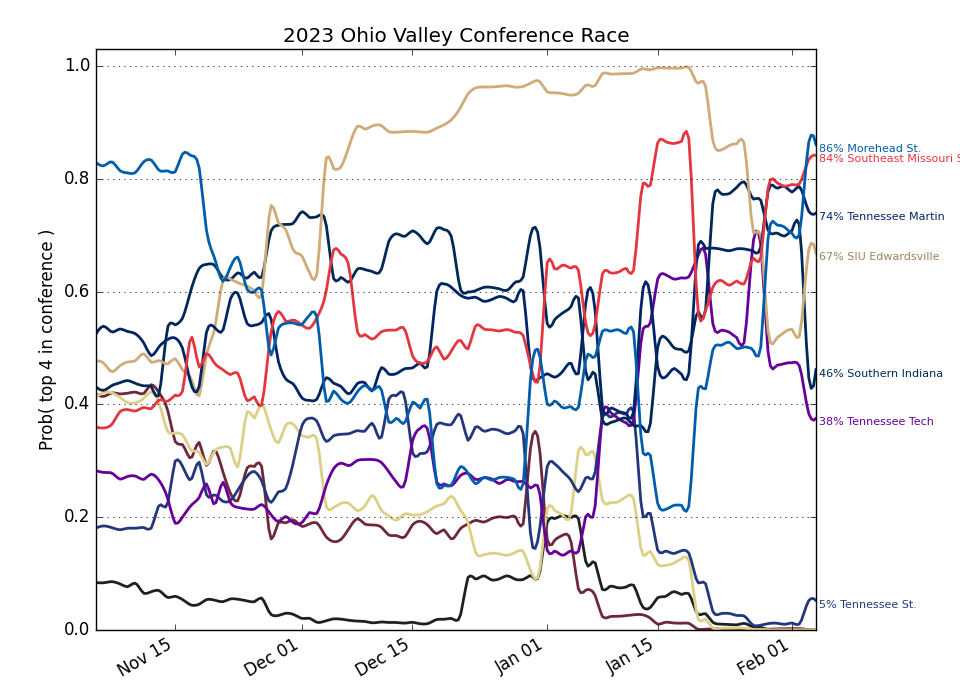 2023 Ohio Valley Conference Race
Prob( top 4 in conference )
1.0
0.8
0.6
0.4
0.2
0.0
Nov 15
Dec 01
Dec 15
Jan 01
Jan 15
Feb 01
86% Morehead St.
84% Southeast Missouri S
74% Tennessee Martin
67% SIU Edwardsville
46% Southern Indiana
38% Tennessee Tech
5% Tennessee St.